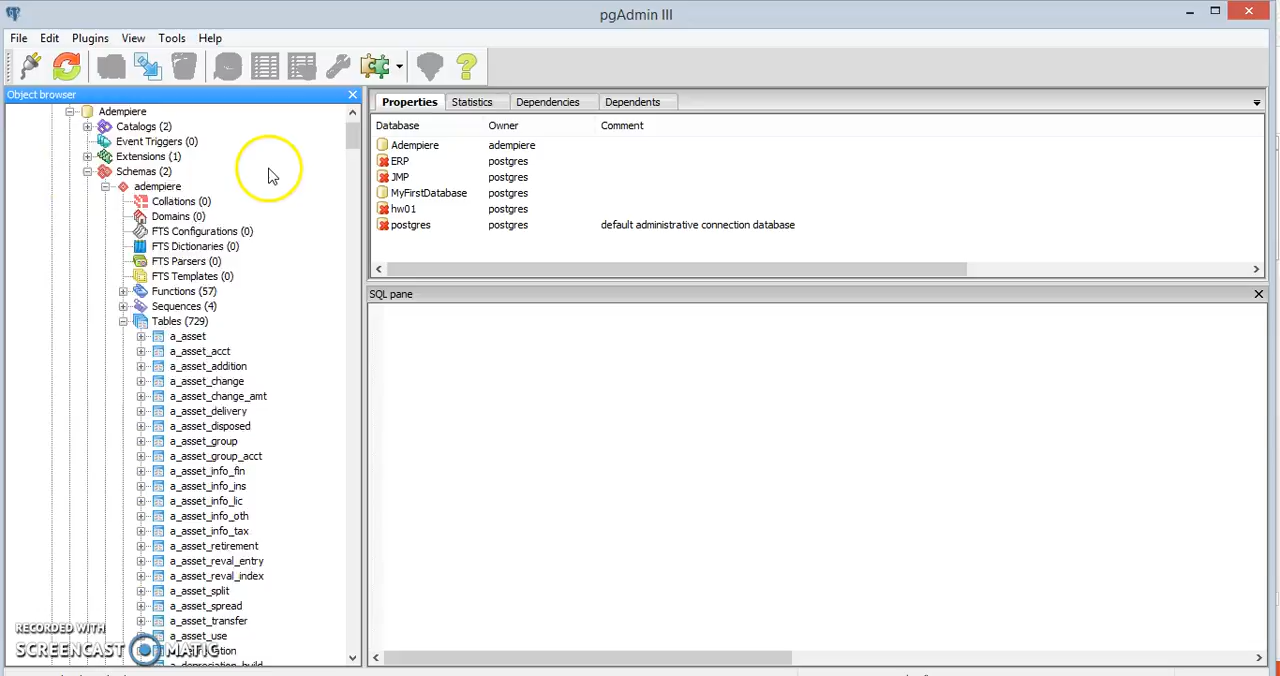 pgAdmin III
File Edit Plugins View Tools Help
Object browser
Adempiere
Catalogs (2)
Event Triggers (0)
Extensions (1)
Schemas (2)
adempiere
Collations (0)
Domains (0)
FTS Configurations (0)
FTS Dictionaries (0)
FTS Parsers (0)
FTS Templates (0)
Functions (57)
Sequences (4)
Tables (729)
a_asset
a_asset_acct
a_asset_addition
a_asset_change
a_asset_change_amt
a_asset_delivery
a_asset_disposed
a_asset_group
a_asset_group_acct
a_asset_info_fin
a_asset_info_ins
a_asset_info_lic
a_asset_info_oth
a_asset_info_tax
a_asset_retirement
a_asset_reval_entry
a_asset_reval_index
a_asset_split
a_asset_spread
a_asset_transfer
a_asset_use
RECORDED WITH
SCREENCAST MATIC
Properties Statistics Dependencies Dependents
Database Owner Comment
Adempiere adempiere
ERP postgres
JMP postgres
MyFirstDatabase postgres
hw01 postgres
postgres postgres default administrative connection database
SQL pane